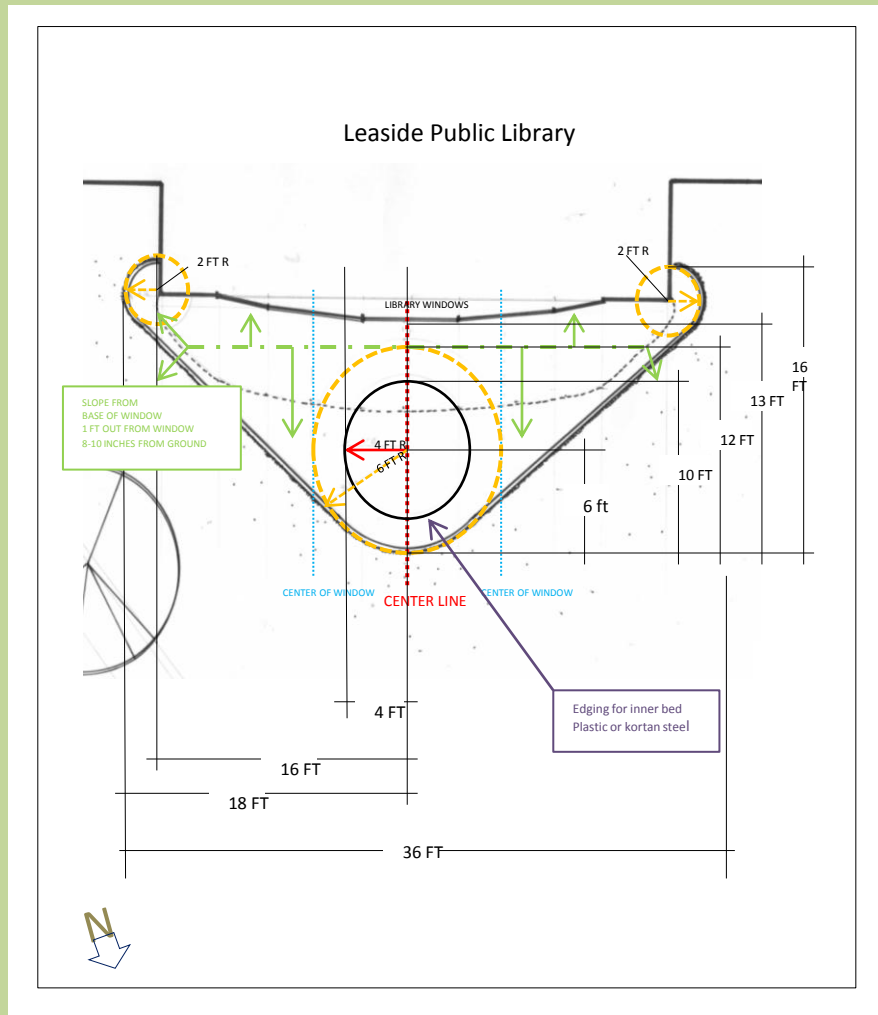 Leaside Public Library
2 FT R
2 FT R
LIBRARY WINDOWS
16
FT
13 FT
12 FT
10 FT
SLOPE FROM
BASE OF WINDOW
1 FT OUT FROM WINDOW
8-10 INCHES FROM GROUND
4 FT R
6 FT R
6 ft
CENTER OF WINDOW
CENTER LINE
CENTER OF WINDOW
Edging for inner bed
Plastic or kortan steel
4 FT
16 FT
18 FT
36 FT
N